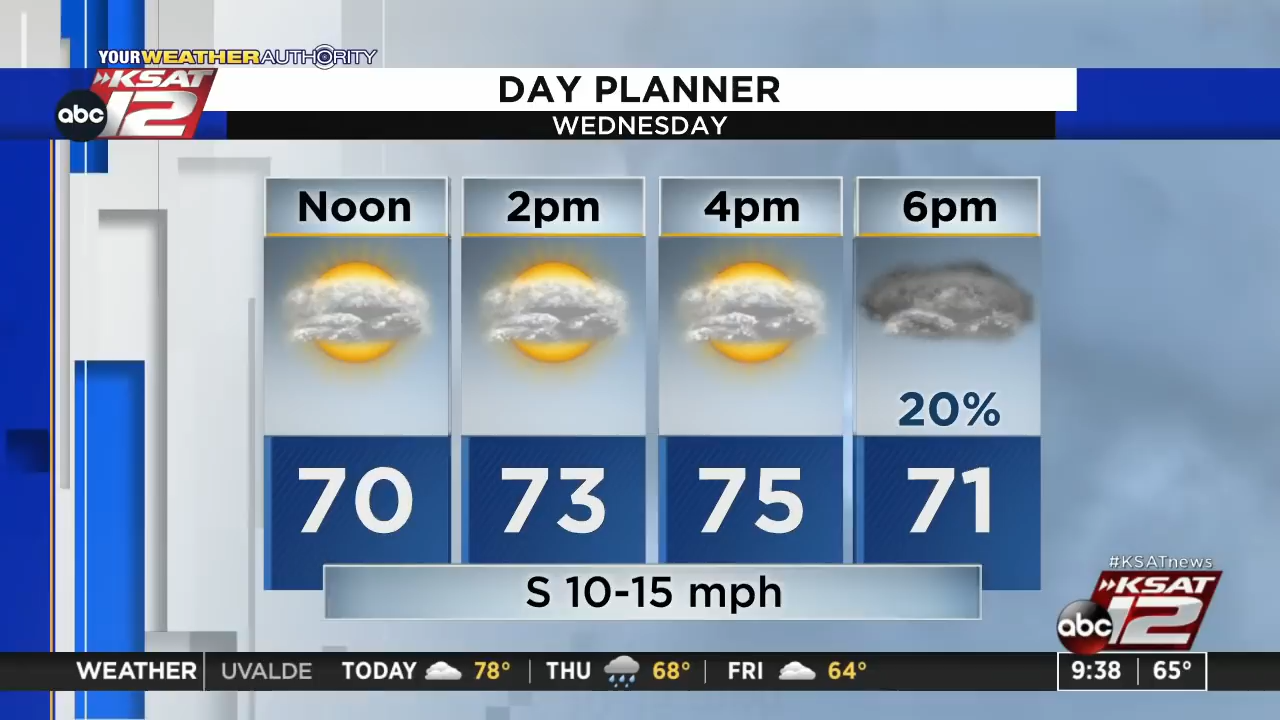 YOURWEATHERAUTHORITY
KSAT
abc 12
DAY PLANNER
WEDNESDAY
Noon 2pm 4pm 6pm
20%
70 73 75 71
S 10-15 mph
#KSATnews
KSAT
abc 12
WEATHER UVALDE TODAY 78° THU 68° FRI 64° 9:38 65°